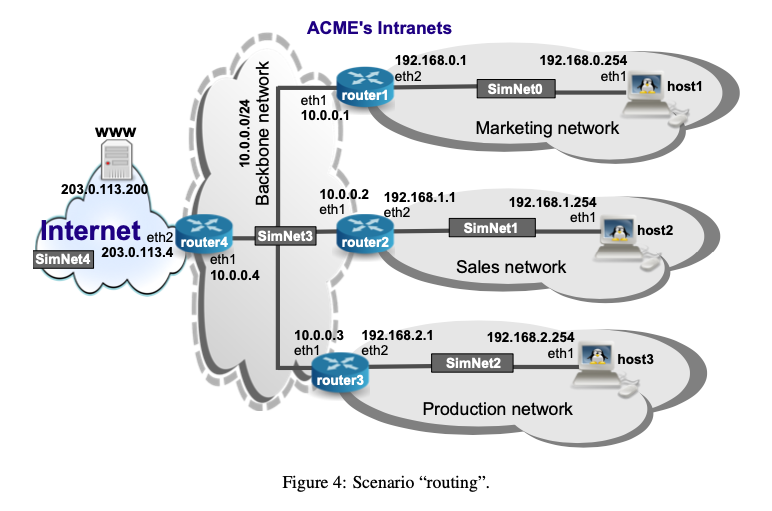 ACME's Intranets
192.168.0.1
eth2
192.168.0.254
eth1
SimNet0
host1
router1
eth1
10.0.0.1
Marketing network
10.0.0.0/24
Backbone network
WWW
203.0.113.200
Internet
SimNet4
eth2
203.0.113.4
router4
eth1
10.0.0.4
SimNet3
10.0.0.2
eth1
router2
192.168.1.1
eth2
SimNet1
192.168.1.254
eth1
host2
Sales network
10.0.0.3
eth1
router3
192.168.2.1
eth2
SimNet2
192.168.2.254
eth1
host3
Production network
Figure 4: Scenario “routing”.